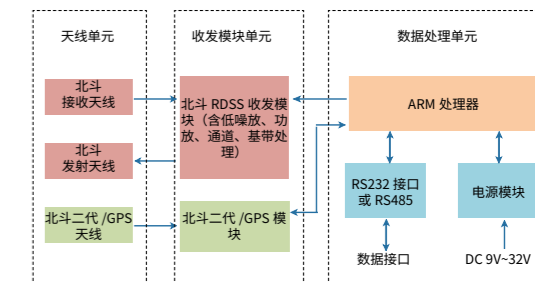 天线单元
收发模块单元
数据处理单元
北斗
接收天线
北斗 RDSS 收发模
块（含低噪放、功
放、通道、基带处
理）
ARM 处理器
北斗
发射天线
RS232 接口
或 RS485
电源模块
北斗二代 /GPS
天线
北斗二代 /GPS 模
块
数据接口
DC 9V~32V